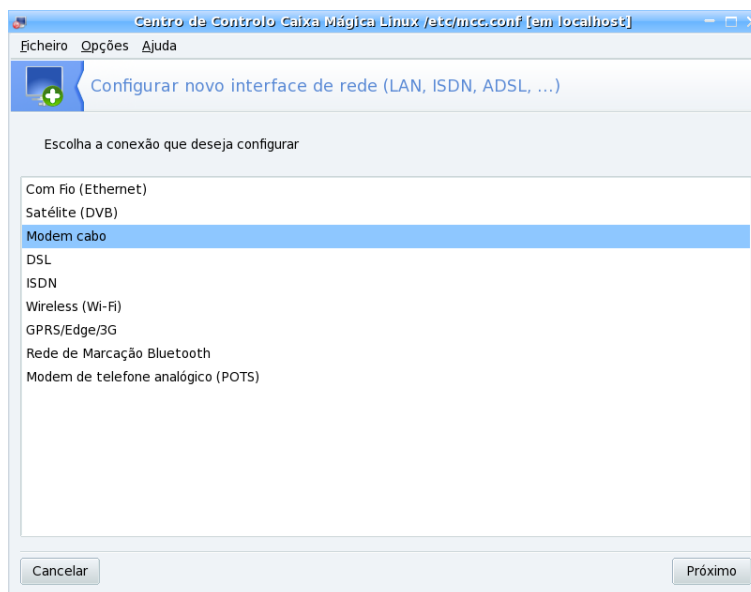 Centro de Controlo Caixa Mágica Linux /etc/mcc.conf [em localhost]
Ficheiro Opções Ajuda
Configurar novo interface de rede (LAN, ISDN, ADSL, ...)
Escolha a conexão que deseja configurar
Com Fio (Ethernet)
Satélite (DVB)
Modem cabo
DSL
ISDN
Wireless (Wi-Fi)
GPRS/Edge/3G
Rede de Marcação Bluetooth
Modem de telefone analógico (POTS)
Cancelar Próximo